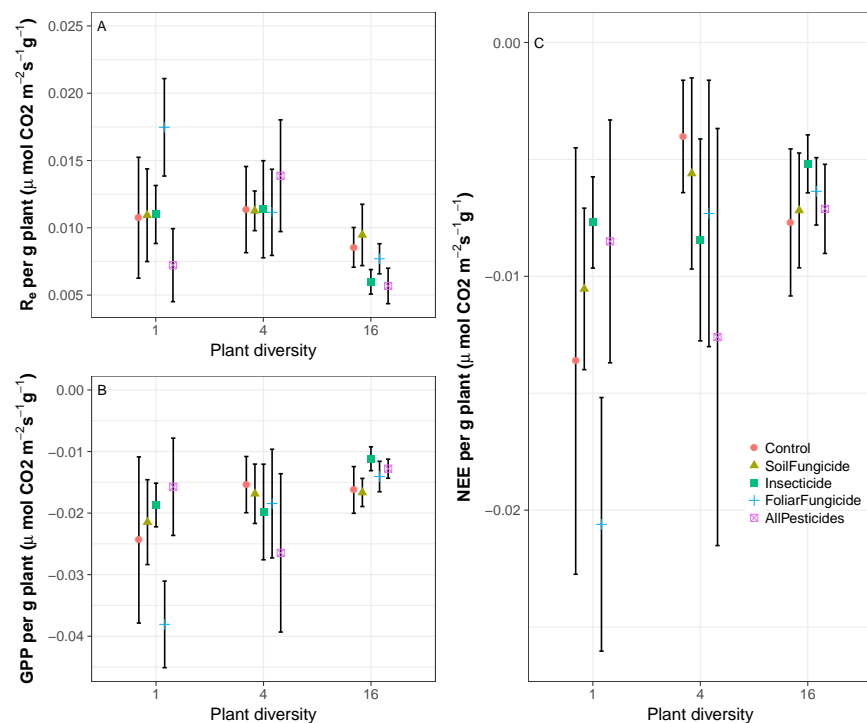 A
0.025
0.020
0.015
0.010
0.005
1 4 16
Plant diversity
Re per g plant (μ mol CO2 m−2s−1g−1)
B
0.00
−0.01
−0.02
−0.03
−0.04
1 4 16
Plant diversity
GPP per g plant (μ mol CO2 m−2s−1g−1)
C
0.00
−0.01
−0.02
1 4 16
Plant diversity
NEE per g plant (μ mol CO2 m−2s−1g−1)
Control
SoilFungicide
Insecticide
FoliarFungicide
AllPesticides